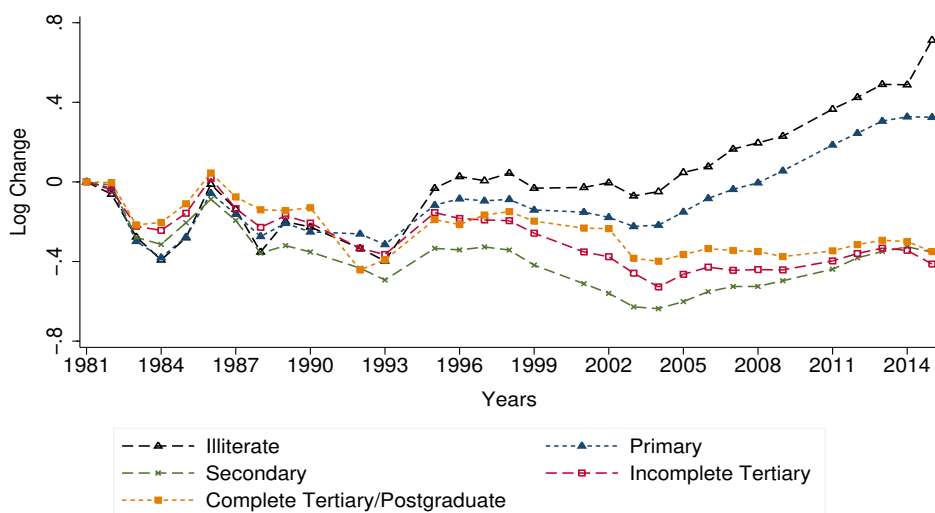 .8
.4
0
-.4
-.8
Log Change
1981 1984 1987 1990 1993 1996 1999 2002 2005 2008 2011 2014
Years
Illiterate Primary
Secondary Incomplete Tertiary
Complete Tertiary/Postgraduate